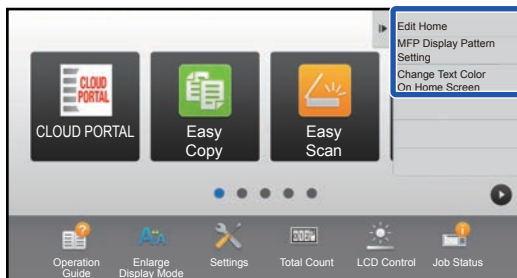 Edit Home
MFP Display Pattern
Setting
Change Text Color
On Home Screen
CLOUD
PORTAL
CLOUD PORTAL
Easy
Copy
Easy
Scan
Operation
Guide
Enlarge
Display Mode
Settings
Total Count
LCD Control
Job Status